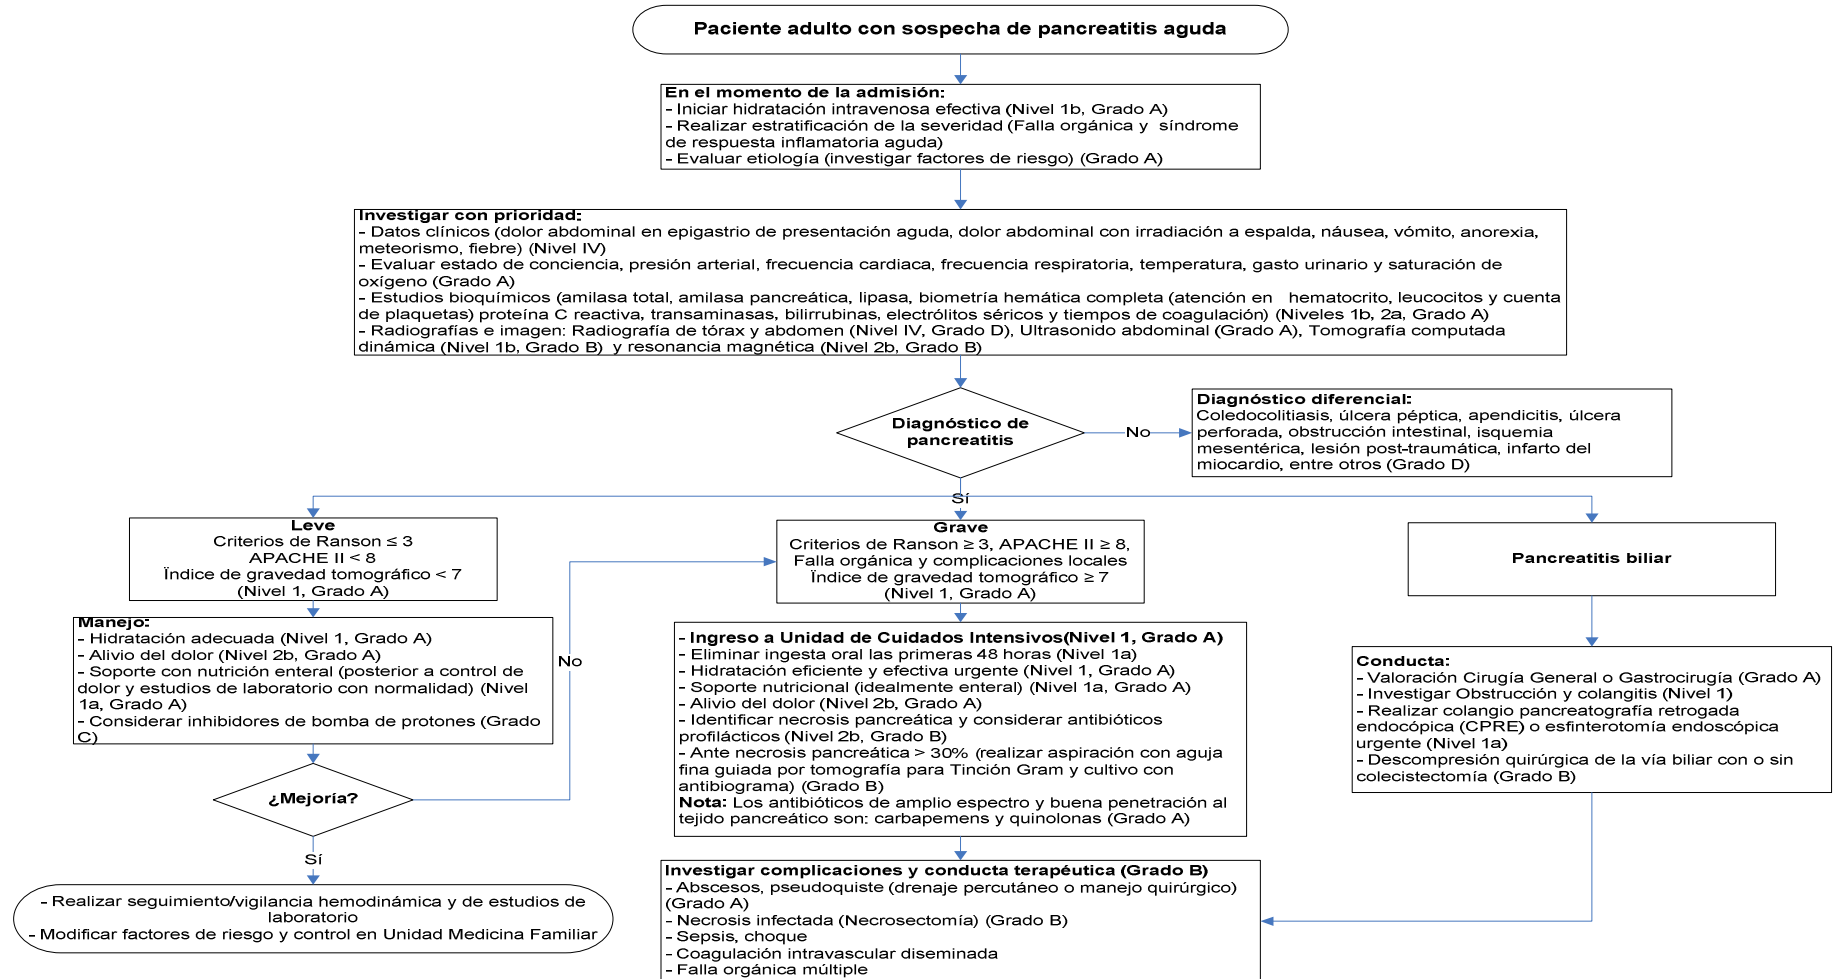 Paciente adulto con sospecha de pancreatitis aguda
En el momento de la admisión:
- Iniciar hidratación intravenosa efectiva (Nivel 1b, Grado A)
- Realizar estratificación de la severidad (Falla orgánica y síndrome
de respuesta inflamatoria aguda)
- Evaluar etiología (investigar factores de riesgo) (Grado A)
Investigar con prioridad:
- Datos clínicos (dolor abdominal en epigastrio de presentación aguda, dolor abdominal con irradiación a espalda, náusea, vómito, anorexia,
meteorismo, fiebre) (Nivel IV)
- Evaluar estado de conciencia, presión arterial, frecuencia cardiaca, frecuencia respiratoria, temperatura, gasto urinario y saturación de
oxígeno (Grado A)
- Estudios bioquímicos (amilasa total, amilasa pancreática, lipasa, biometría hemática completa (atención en hematocrito, leucocitos y cuenta
de plaquetas) proteína C reactiva, transaminasas, bilirrubinas, electrólitos séricos y tiempos de coagulación) (Niveles 1b, 2a, Grado A)
- Radiografías e imagen: Radiografía de tórax y abdomen (Nivel IV, Grado D), Ultrasonido abdominal (Grado A), Tomografía computada
dinámica (Nivel 1b, Grado B) y resonancia magnética (Nivel 2b, Grado B)
Diagnóstico de
pancreatitis
No
Diagnóstico diferencial:
Coledocolitiasis, úlcera péptica, apendicitis, úlcera
perforada, obstrucción intestinal, isquemia
mesentérica, lesión post-traumática, infarto del
miocardio, entre otros (Grado D)
Sí
Leve
Criterios de Ranson ≤ 3
APACHE II < 8
Ïndice de gravedad tomográfico < 7
(Nivel 1, Grado A)
Manejo:
- Hidratación adecuada (Nivel 1, Grado A)
- Alivio del dolor (Nivel 2b, Grado A)
- Soporte con nutrición enteral (posterior a control de
dolor y estudios de laboratorio con normalidad) (Nivel
1a, Grado A)
- Considerar inhibidores de bomba de protones (Grado
C)
¿Mejoría?
No
Sí
- Realizar seguimiento/vigilancia hemodinámica y de estudios de
laboratorio
- Modificar factores de riesgo y control en Unidad Medicina Familiar
Grave
Criterios de Ranson ≥ 3, APACHE II ≥ 8,
Falla orgánica y complicaciones locales
Ïndice de gravedad tomográfico ≥ 7
(Nivel 1, Grado A)
- Ingreso a Unidad de Cuidados Intensivos(Nivel 1, Grado A)
- Eliminar ingesta oral las primeras 48 horas (Nivel 1a)
- Hidratación eficiente y efectiva urgente (Nivel 1, Grado A)
- Soporte nutricional (idealmente enteral) (Nivel 1a, Grado A)
- Alivio del dolor (Nivel 2b, Grado A)
- Identificar necrosis pancreática y considerar antibióticos
profilácticos (Nivel 2b, Grado B)
- Ante necrosis pancreática > 30% (realizar aspiración con aguja
fina guiada por tomografía para Tinción Gram y cultivo con
antibiograma) (Grado B)
Nota: Los antibióticos de amplio espectro y buena penetración al
tejido pancreático son: carbapemens y quinolonas (Grado A)
Investigar complicaciones y conducta terapéutica (Grado B)
- Abscesos, pseudoquiste (drenaje percutáneo o manejo quirúrgico)
(Grado A)
- Necrosis infectada (Necrosectomía) (Grado B)
- Sepsis, choque
- Coagulación intravascular diseminada
- Falla orgánica múltiple
Pancreatitis biliar
Conducta:
- Valoración Cirugía General o Gastrocirugía (Grado A)
- Investigar Obstrucción y colangitis (Nivel 1)
- Realizar colangio pancreatografía retrogada
endocópica (CPRE) o esfinterotomía endoscópica
urgente (Nivel 1a)
- Descompresión quirúrgica de la vía biliar con o sin
colecistectomía (Grado B)